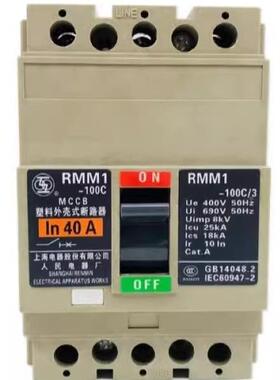 LINE
RMM1
-100C
MCCB
塑料外壳式断路器
In 40 A
上海电器股份有限公司
人民电器厂
SHANGHAI RENMIN
ELECTRICAL APPARATUS WORKS
ON
OFF
RMM1
-100C/3
Ue 400V 50Hz
Ui 690V 50Hz
Uimp 8kV
Icu 25kA
Ics 18kA
Ir 10In
Cat.A
GB14048.2
IEC60947-2